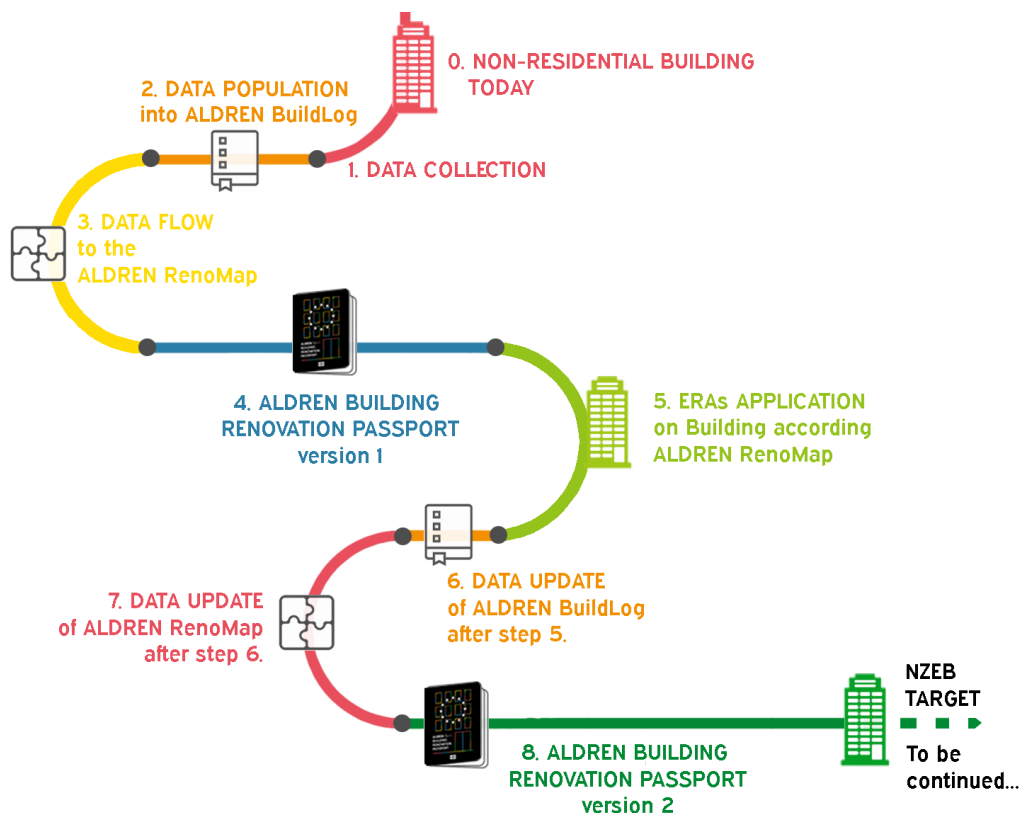 0. NON-RESIDENTIAL BUILDING
TODAY
1. DATA COLLECTION
2. DATA POPULATION
into ALDREN BuildLog
3. DATA FLOW
to the
ALDREN RenoMap
4. ALDREN BUILDING
RENOVATION PASSPORT
version 1
5. ERAs APPLICATION
on Building according
ALDREN RenoMap
6. DATA UPDATE
of ALDREN BuildLog
after step 5.
7. DATA UPDATE
of ALDREN RenoMap
after step 6.
8. ALDREN BUILDING
RENOVATION PASSPORT
version 2
NZEB
TARGET
To be
continued...